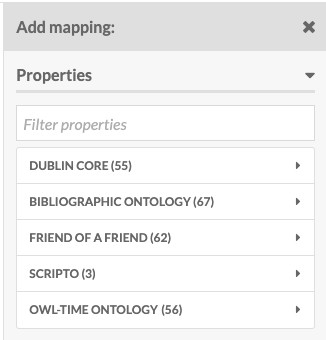 Add mapping:
Properties
Filter properties
DUBLIN CORE (55)
BIBLIOGRAPHIC ONTOLOGY (67)
FRIEND OF A FRIEND (62)
SCRIPTO (3)
OWL-TIME ONTOLOGY (56)